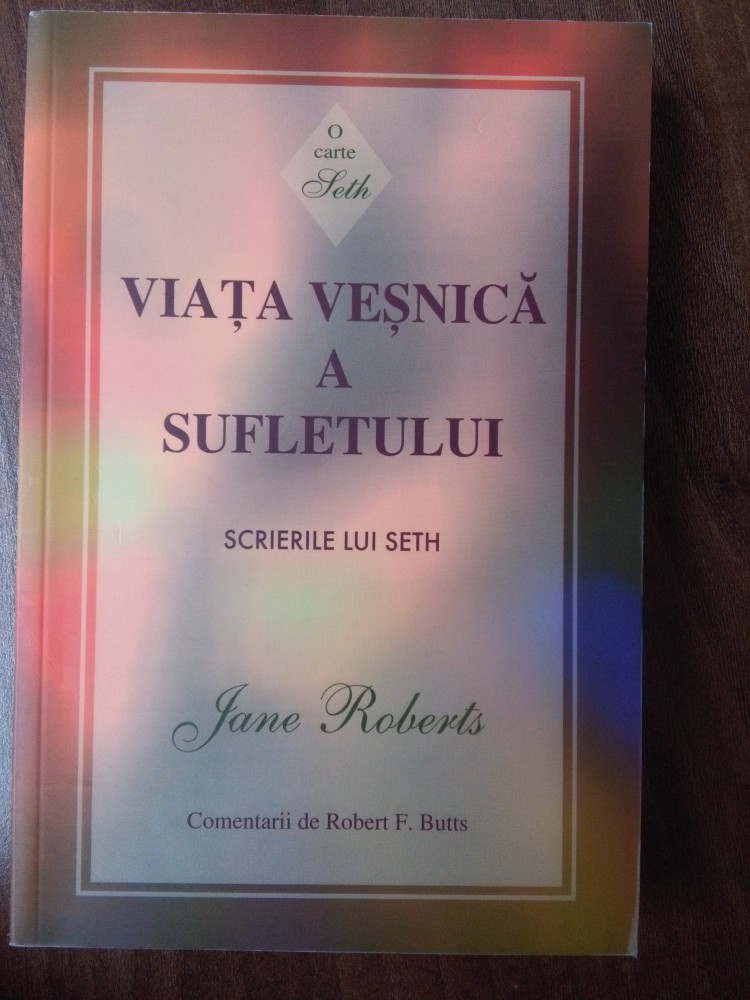 O
carte
Seth
VIAȚA VEȘNICĂ
A
SUFLETULUI
SCRIERILE LUI SETH
Jane Roberts
Comentarii de Robert F. Butts